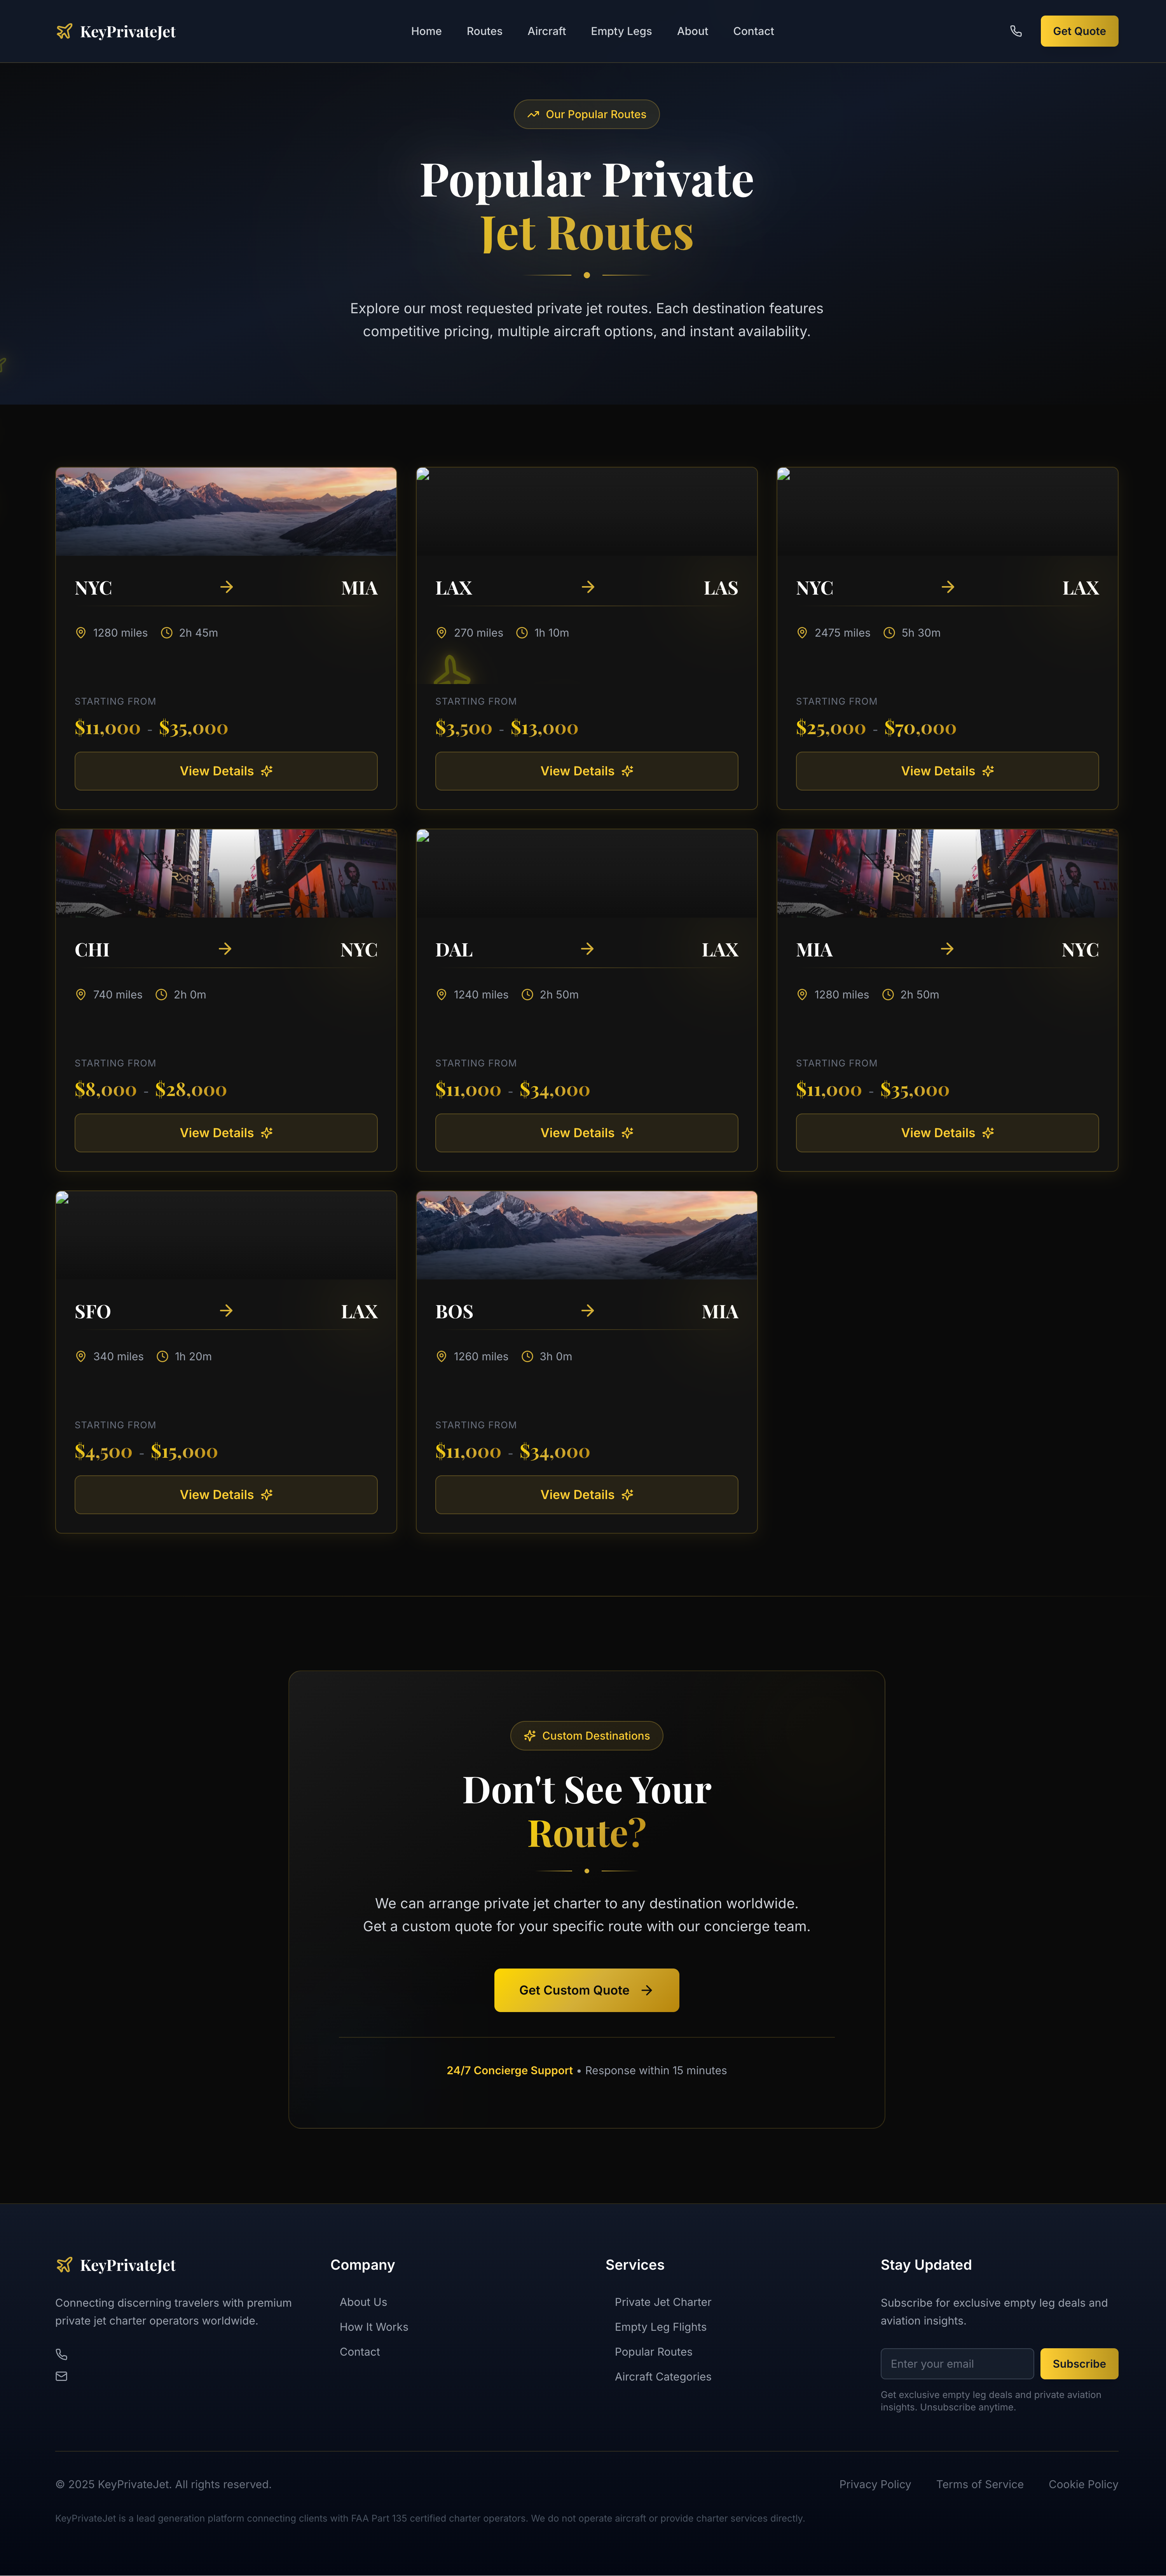 KeyPrivateJet
Home Routes Aircraft Empty Legs About Contact
Get Quote
Our Popular Routes
Popular Private
Jet Routes
Explore our most requested private jet routes. Each destination features
competitive pricing, multiple aircraft options, and instant availability.
NYC MIA
1280 miles 2h 45m
STARTING FROM
$11,000 - $35,000
View Details
LAX LAS
270 miles 1h 10m
STARTING FROM
$3,500 - $13,000
View Details
NYC LAX
2475 miles 5h 30m
STARTING FROM
$25,000 - $70,000
View Details
RXR
CHI NYC
740 miles 2h 0m
STARTING FROM
$8,000 - $28,000
View Details
DAL LAX
1240 miles 2h 50m
STARTING FROM
$11,000 - $34,000
View Details
RXR
MIA NYC
1280 miles 2h 50m
STARTING FROM
$11,000 - $35,000
View Details
SFO LAX
340 miles 1h 20m
STARTING FROM
$4,500 - $15,000
View Details
BOS MIA
1260 miles 3h 0m
STARTING FROM
$11,000 - $34,000
View Details
Custom Destinations
Don't See Your
Route?
We can arrange private jet charter to any destination worldwide.
Get a custom quote for your specific route with our concierge team.
Get Custom Quote
24/7 Concierge Support • Response within 15 minutes
KeyPrivateJet
Connecting discerning travelers with premium
private jet charter operators worldwide.
Company
About Us
How It Works
Contact
Services
Private Jet Charter
Empty Leg Flights
Popular Routes
Aircraft Categories
Stay Updated
Subscribe for exclusive empty leg deals and
aviation insights.
Enter your email
Subscribe
Get exclusive empty leg deals and private aviation
insights. Unsubscribe anytime.
© 2025 KeyPrivateJet. All rights reserved.
Privacy Policy Terms of Service Cookie Policy
KeyPrivateJet is a lead generation platform connecting clients with FAA Part 135 certified charter operators. We do not operate aircraft or provide charter services directly.